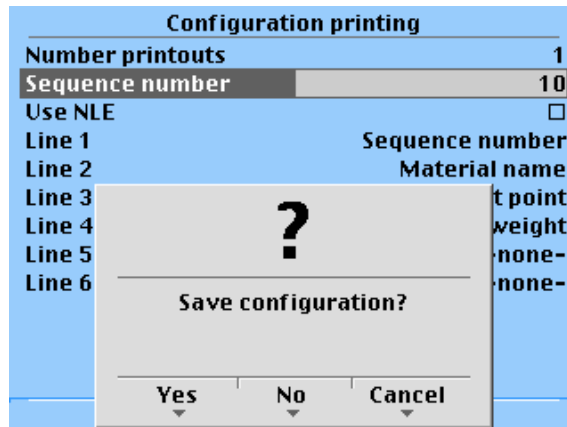 Configuration printing
Number printouts 1
Sequence number 10
Use NLE
Line 1 Sequence number
Line 2 Material name
Line 3 t point
Line 4 weight
Line 5 -none-
Line 6 -none-
?
Save configuration?
Yes No Cancel